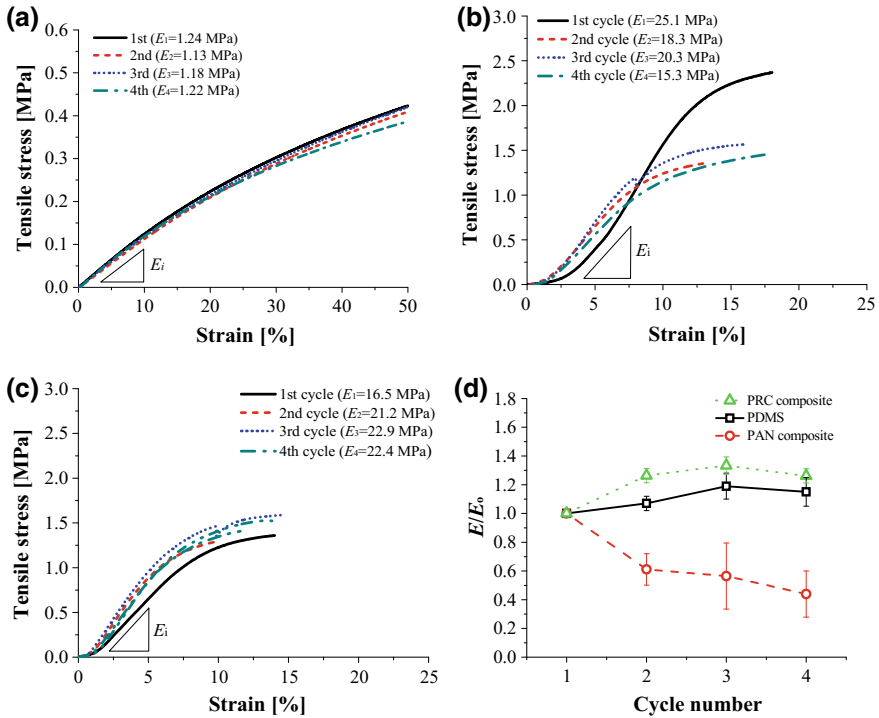 (a)
1st (E1=1.24 MPa)
2nd (E2=1.13 MPa)
3rd (E3=1.18 MPa)
4th (E4=1.22 MPa)
Tensile stress [MPa]
0.6
0.5
0.4
0.3
0.2
0.1
0.0
Ei
0 10 20 30 40 50
Strain [%]
(b)
1st cycle (E1=25.1 MPa)
2nd cycle (E2=18.3 MPa)
3rd cycle (E3=20.3 MPa)
4th cycle (E4=15.3 MPa)
Tensile stress [MPa]
3.0
2.5
2.0
1.5
1.0
0.5
0.0
Ei
0 5 10 15 20 25
Strain [%]
(c)
1st cycle (E1=16.5 MPa)
2nd cycle (E2=21.2 MPa)
3rd cycle (E3=22.9 MPa)
4th cycle (E4=22.4 MPa)
Tensile stress [MPa]
3.0
2.5
2.0
1.5
1.0
0.5
0.0
Ei
0 5 10 15 20 25
Strain [%]
(d)
PRC composite
PDMS
PAN composite
E/Eo
1.8
1.6
1.4
1.2
1.0
0.8
0.6
0.4
0.2
0.0
1 2 3 4
Cycle number